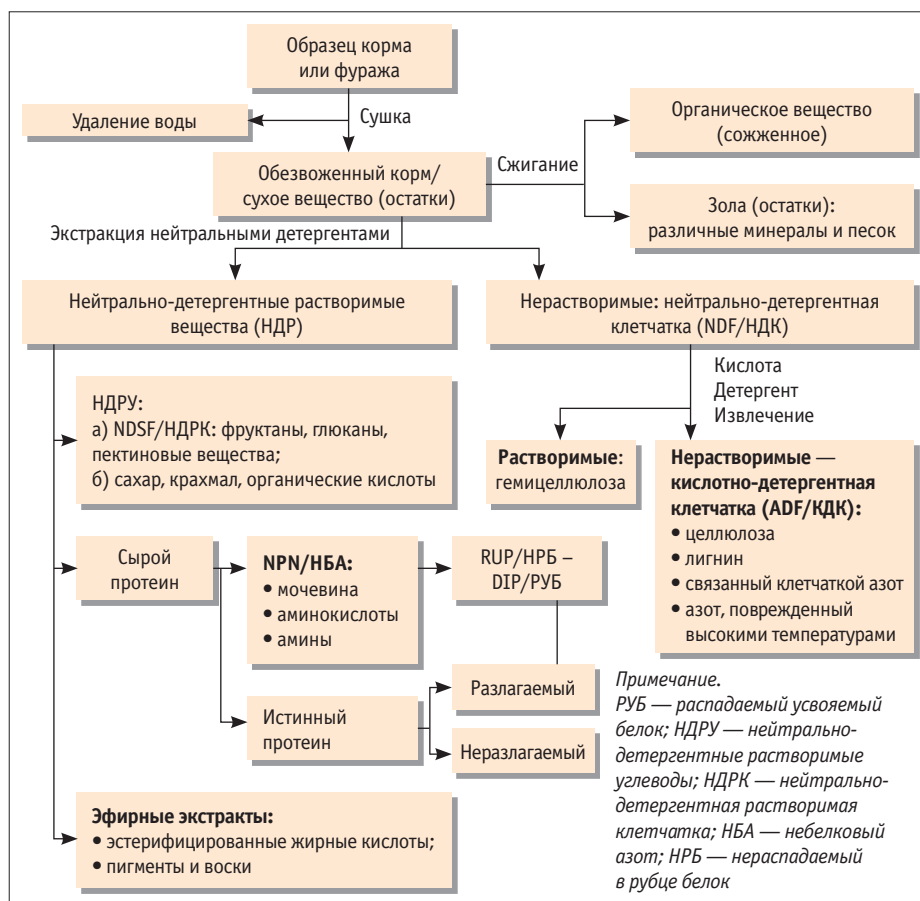 Образец корма
или фуража
Удаление воды
Сушка
Органическое вещество
(сожженное)
Обезвоженный корм/
сухое вещество (остатки)
Сжигание
Зола (остатки):
различные минералы и песок
Экстракция нейтральными детергентами
Нейтрально-детергентные растворимые
вещества (НДР)
Нерастворимые: нейтрально-детергентная
клетчатка (NDF/НДК)
Кислота
Детергент
Извлечение
НДРУ:
а) NDSF/НДРК: фруктаны, глюканы,
пектиновые вещества;
б) сахар, крахмал, органические кислоты
Растворимые:
гемицеллюлоза
Нерастворимые —
кислотно-детергентная
клетчатка (ADF/КДК):
• целлюлоза
• лигнин
• связанный клетчаткой азот
• азот, поврежденный
высокими температурами
Сырой
протеин
NPN/НБА:
• мочевина
• аминокислоты
• амины
RUP/НРБ –
DIP/РУБ
Истинный
протеин
Разлагаемый
Неразлагаемый
Примечание.
РУБ — распадаемый усвояемый
белок; НДРУ — нейтрально-
детергентные растворимые
углеводы; НДРК — нейтрально-
детергентная растворимая
клетчатка; НБА — небелковый
азот; НРБ — нераспадаемый
в рубце белок
Эфирные экстракты:
• эстерифицированные жирные кислоты;
• пигменты и воски